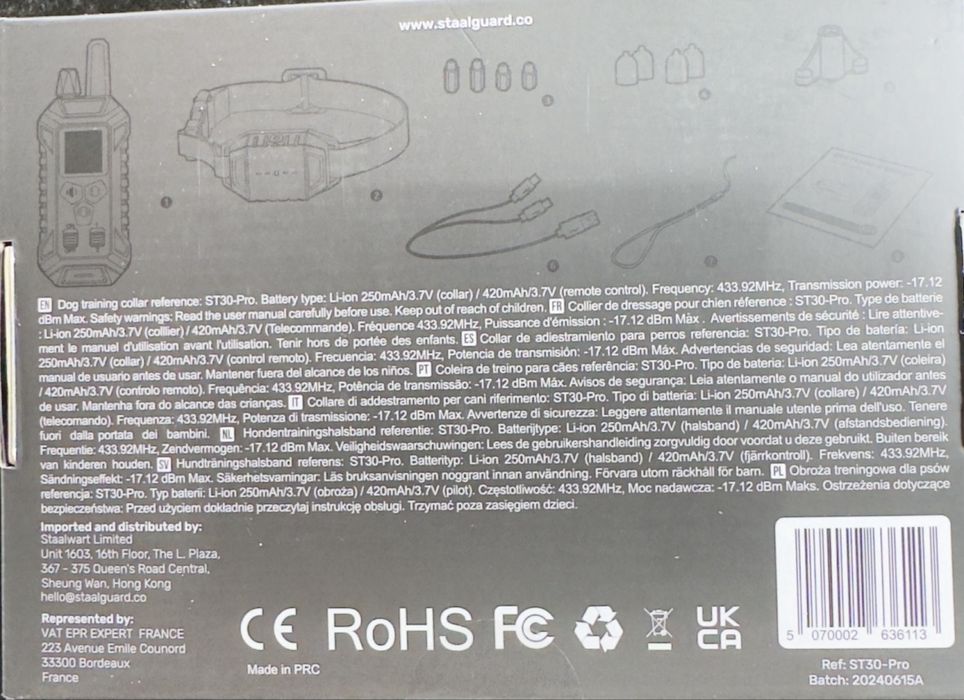 www.staalguard.co
1
2
3
4
6
7
EN Dog training collar reference: ST30-Pro. Battery type: Li-ion 250mAh/3.7V (collar) / 420mAh/3.7V (remote control). Frequency: 433.92MHz, Transmission power: -17.12
dBm Max. Safety warnings: Read the user manual carefully before use. Keep out of reach of children. FR Collier de dressage pour chien référence : ST30-Pro. Type de batterie
: Li-ion 250mAh/3.7V (colllier) / 420mAh/3.7V (Telecommande). Fréquence 433.92MHz, Puissance d'émission : -17.12 dBm Màx . Avertissements de sécurité : Lire attentive-
ment le manuel d'utilisation avant l'utilisation. Tenir hors de portée des enfants. ES Collar de adiestramiento para perros referencia: ST30-Pro. Tipo de batería: Li-ion
250mAh/3.7V (collar) / 420mAh/3.7V (control remoto). Frecuencia: 433.92MHz, Potencia de transmisión: -17.12 dBm Máx. Advertencias de seguridad: Lea atentamente el
manual de usuario antes de usar. Mantener fuera del alcance de los niños. PT Coleira de treino para cães referência: ST30-Pro. Tipo de bateria: Li-ion 250mAh/3.7V (coleira)
/ 420mAh/3.7V (controlo remoto). Frequência: 433.92MHz, Potência de transmissão: -17.12 dBm Máx. Avisos de segurança: Leia atentamente o manual do utilizador antes
de usar. Mantenha fora do alcance das crianças. IT Collare di addestramento per cani riferimento: ST30-Pro. Tipo di batteria: Li-ion 250mAh/3.7V (collare) / 420mAh/3.7V
(telecomando). Frequenza: 433.92MHz, Potenza di trasmissione: -17.12 dBm Max. Avvertenze di sicurezza: Leggere attentamente il manuale utente prima dell'uso. Tenere
fuori dalla portata dei bambini. NL Hondentrainingshalsband referentie: ST30-Pro. Batterijtype: Li-ion 250mAh/3.7V (halsband) / 420mAh/3.7V (afstandsbediening).
Frequentie: 433.92MHz, Zendvermogen: -17.12 dBm Max. Veiligheidswaarschuwingen: Lees de gebruikershandleiding zorgvuldig door voordat u deze gebruikt. Buiten bereik
van kinderen houden. SV Hundträningshalsband referens: ST30-Pro. Batterityp: Li-ion 250mAh/3.7V (halsband) / 420mAh/3.7V (fjärrkontroll). Frekvens: 433.92MHz,
Sändningseffekt: -17.12 dBm Max. Säkerhetsvarningar: Läs bruksanvisningen noggrant innan användning. Förvara utom räckhåll för barn. PL Obroża treningowa dla psów
referencja: ST30-Pro. Typ baterii: Li-ion 250mAh/3.7V (obroża) / 420mAh/3.7V (pilot). Częstotliwość: 433.92MHz, Moc nadawcza: -17.12 dBm Maks. Ostrzeżenia dotyczące
bezpieczeństwa: Przed użyciem dokładnie przeczytaj instrukcję obsługi. Trzymać poza zasięgiem dzieci.
Imported and distributed by:
Staalwart Limited
Unit 1603, 16th Floor, The L. Plaza,
367 - 375 Queen's Road Central,
Sheung Wan, Hong Kong
hello@staalguard.co
Represented by:
VAT EPR EXPERT FRANCE
223 Avenue Emile Counord
33300 Bordeaux
France
CE RoHS FC UK
CA
Made in PRC
5 070002 636113
Ref: ST30-Pro
Batch: 20240615A